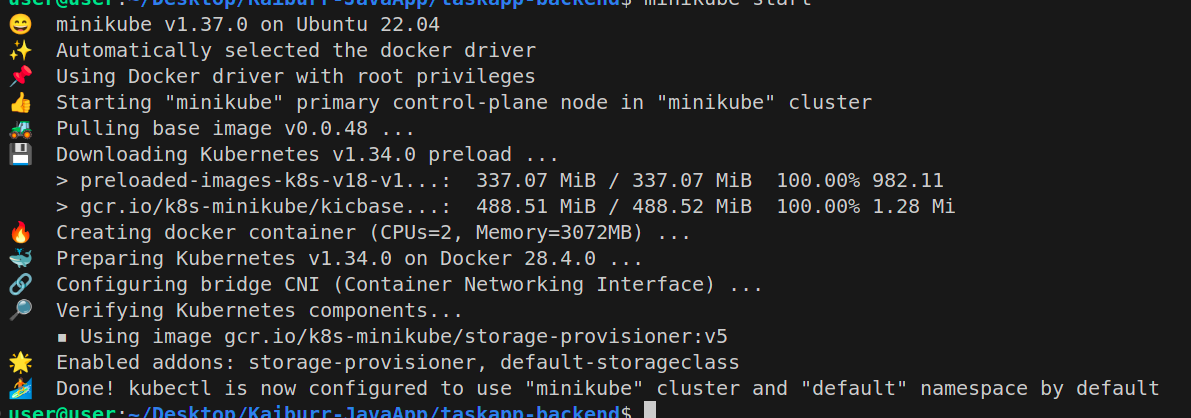 user@user:~/Desktop/Kaiburr-JavaApp/taskapp-backend$ minikube start
😄 minikube v1.37.0 on Ubuntu 22.04
✨ Automatically selected the docker driver
📌 Using Docker driver with root privileges
👍 Starting "minikube" primary control-plane node in "minikube" cluster
🚜 Pulling base image v0.0.48 ...
💾 Downloading Kubernetes v1.34.0 preload ...
> preloaded-images-k8s-v18-v1...: 337.07 MiB / 337.07 MiB 100.00% 982.11
> gcr.io/k8s-minikube/kicbase...: 488.51 MiB / 488.52 MiB 100.00% 1.28 Mi
🔥 Creating docker container (CPUs=2, Memory=3072MB) ...
🐳 Preparing Kubernetes v1.34.0 on Docker 28.4.0 ...
🔗 Configuring bridge CNI (Container Networking Interface) ...
🔎 Verifying Kubernetes components...
▪ Using image gcr.io/k8s-minikube/storage-provisioner:v5
🌟 Enabled addons: storage-provisioner, default-storageclass
🏄 Done! kubectl is now configured to use "minikube" cluster and "default" namespace by default
user@user:~/Desktop/Kaiburr-JavaApp/taskapp-backend$